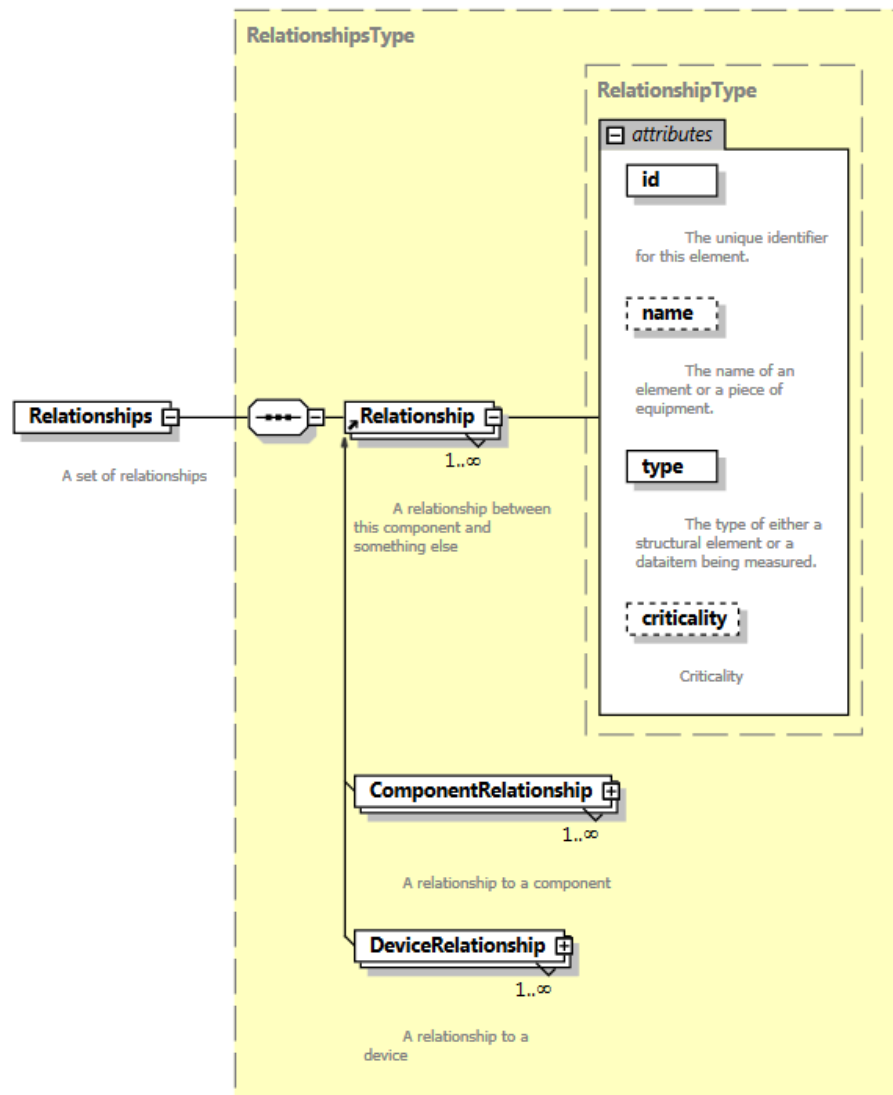 RelationshipsType
RelationshipType
attributes
id
The unique identifier
for this element.
name
The name of an
element or a piece of
equipment.
Relationships
A set of relationships
Relationship
1..∞
A relationship between
this component and
something else
type
The type of either a
structural element or a
dataitem being measured.
criticality
Criticality
ComponentRelationship
1..∞
A relationship to a component
DeviceRelationship
1..∞
A relationship to a
device